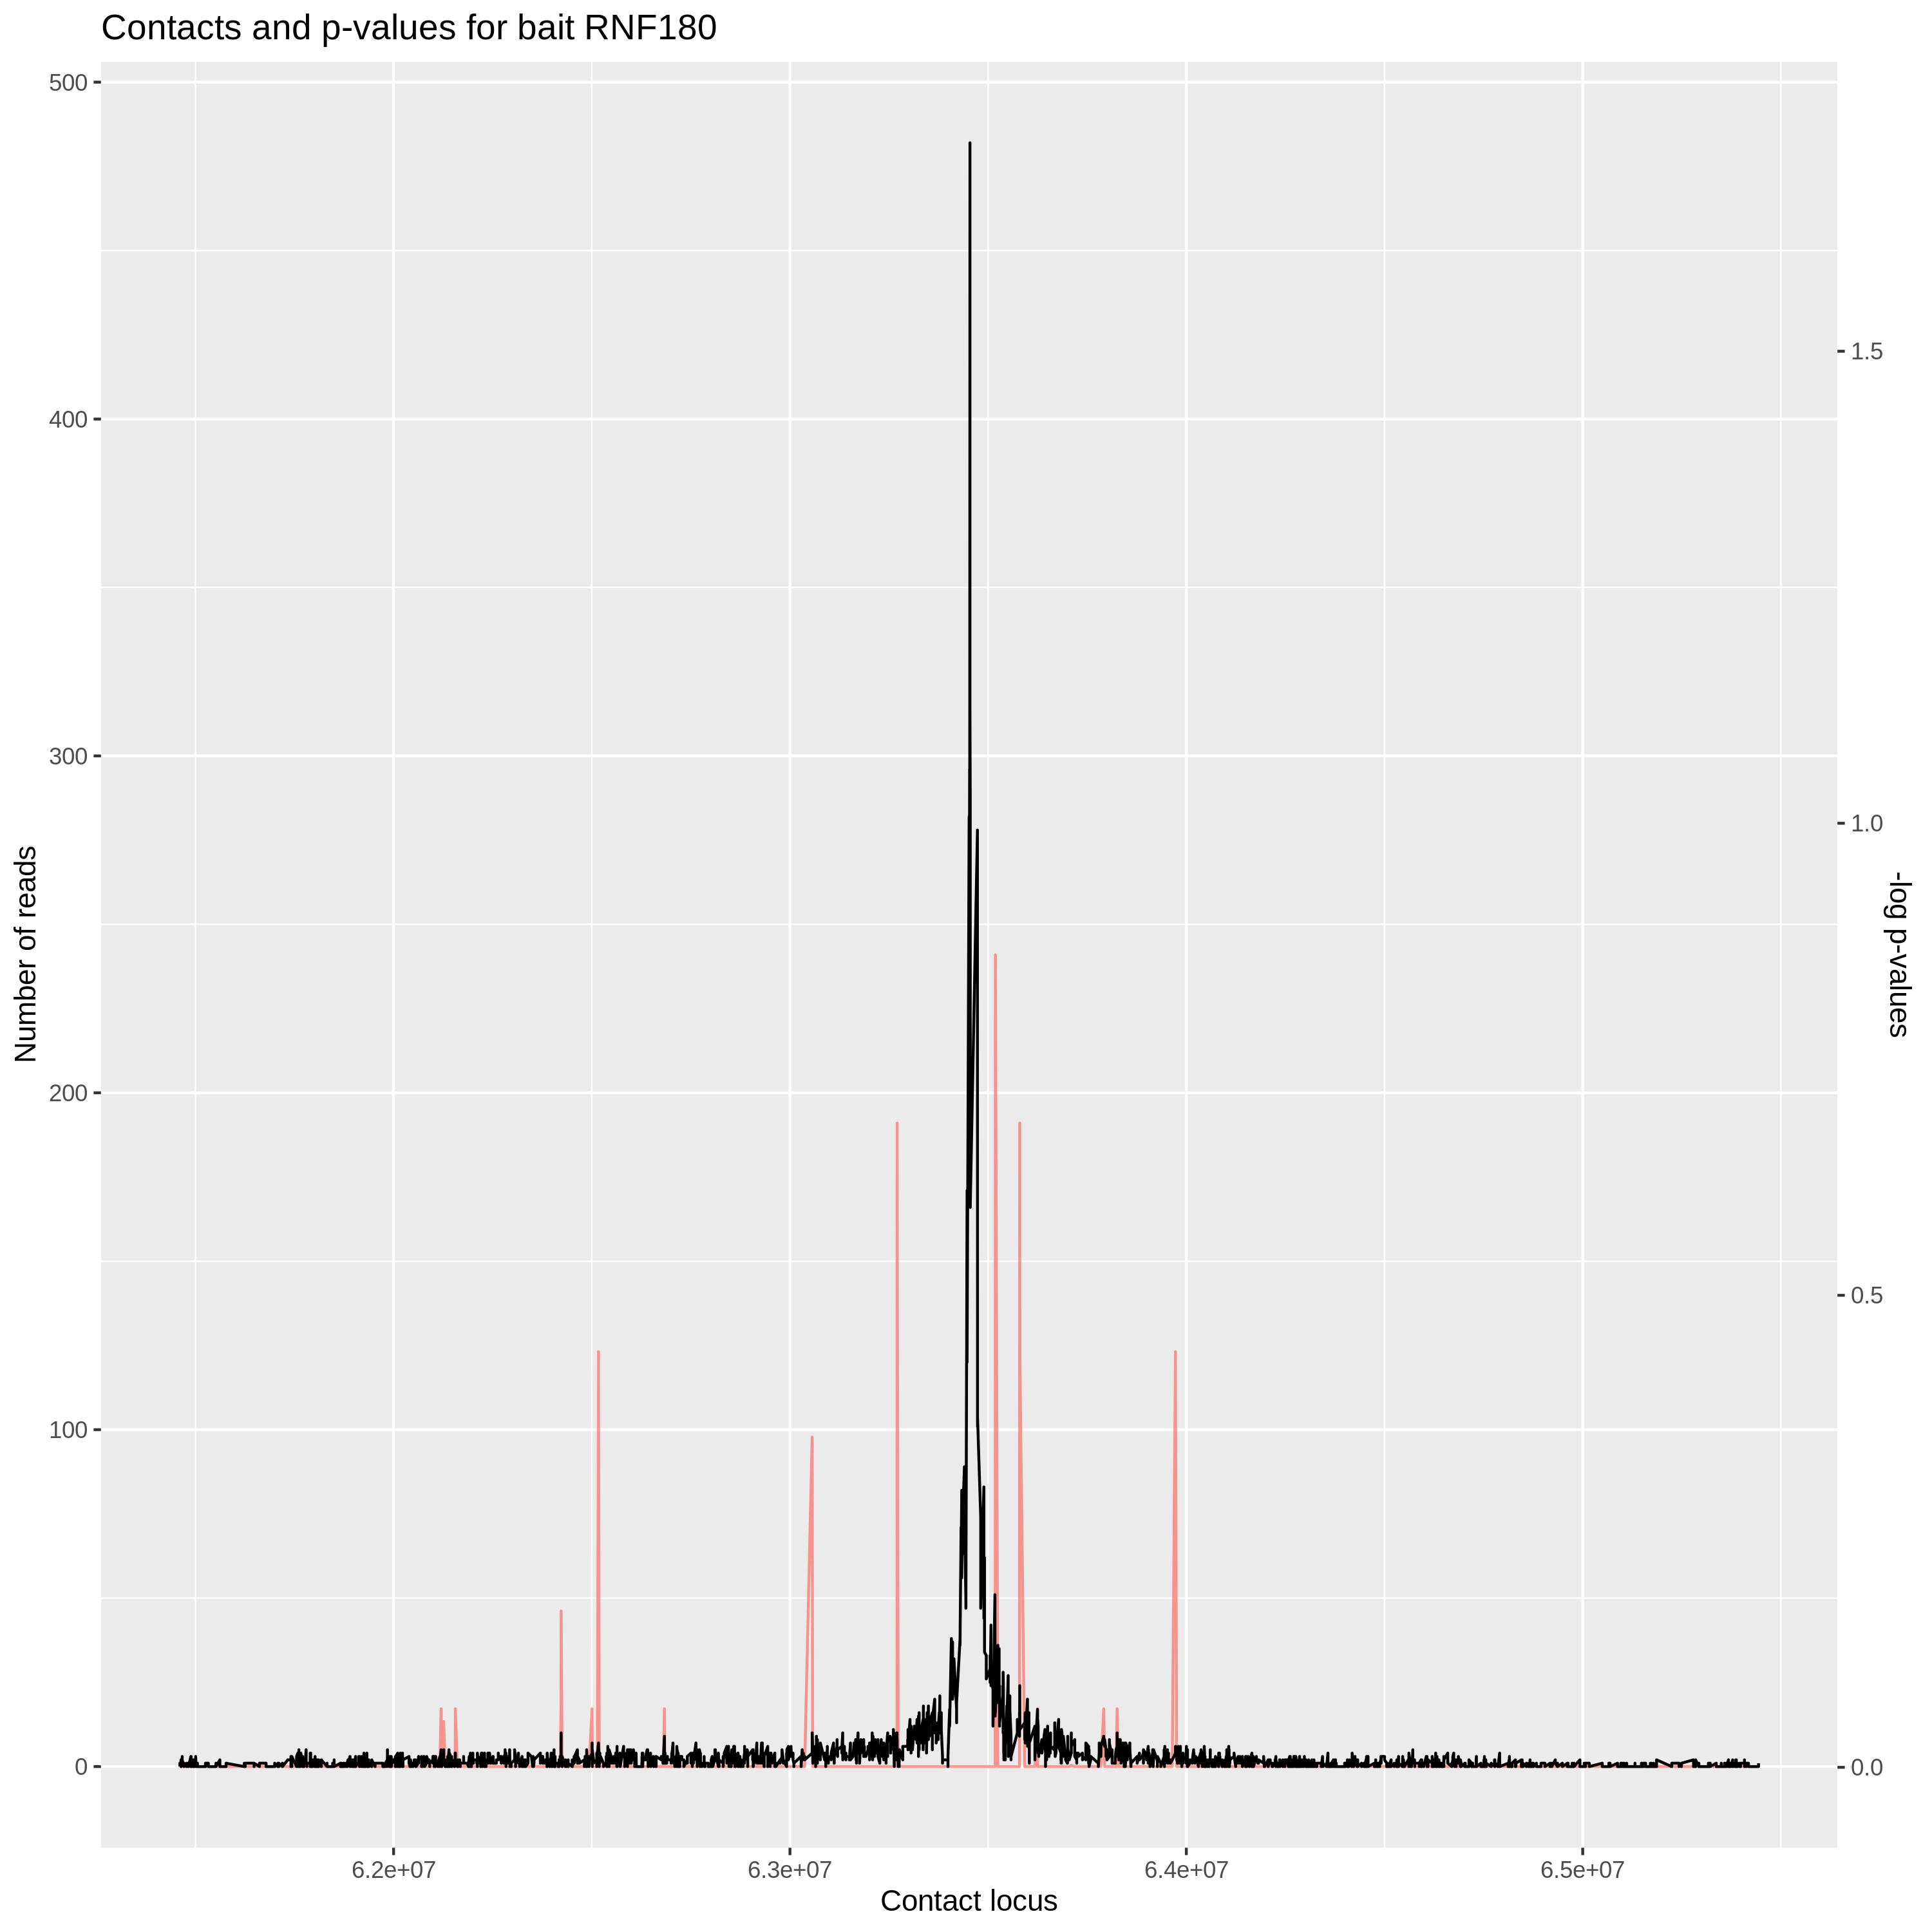 Contacts and p-values for bait RNF180
500
400
300
200
100
0
Number of reads
1.5
1.0
0.5
0.0
-log p-values
6.2e+07
6.3e+07
6.4e+07
6.5e+07
Contact locus